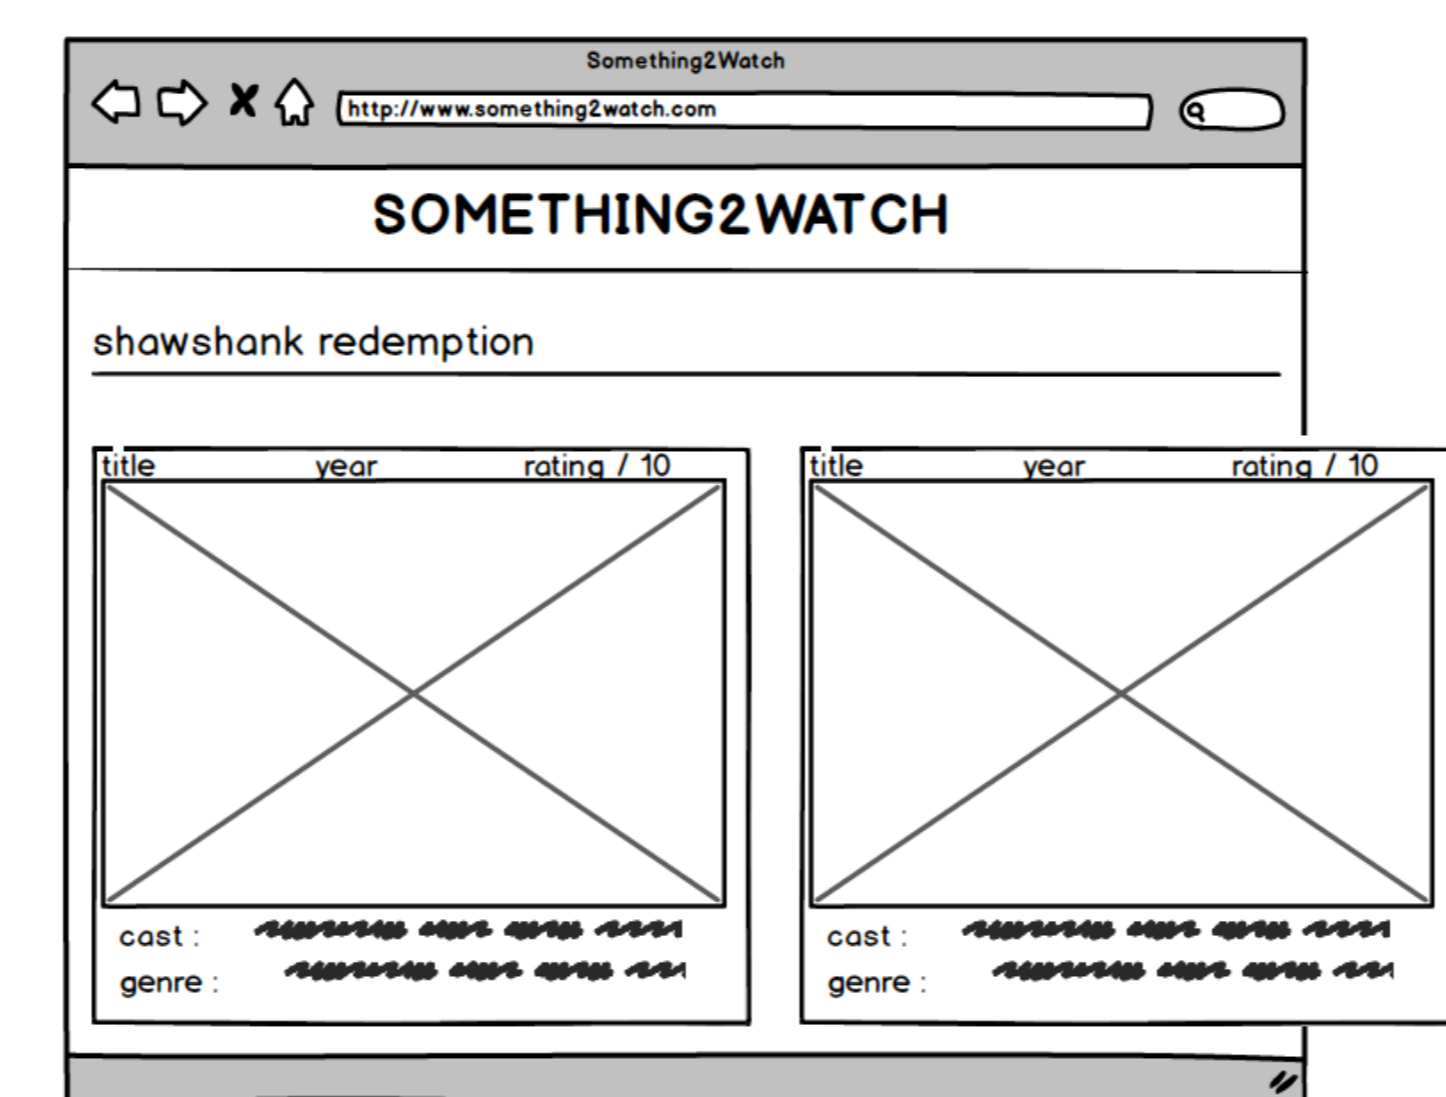 Something2Watch
http://www.something2watch.com
SOMETHING2WATCH
shawshank redemption
title year rating / 10
title year rating / 10
cast :
genre :
cast :
genre :